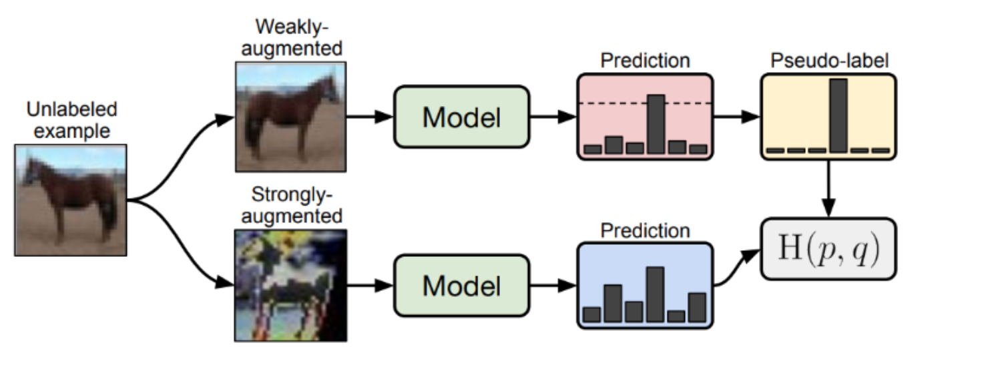 Weakly-
augmented
Prediction
Pseudo-label
Unlabeled
example
Model
Strongly-
augmented
Prediction
Model
H(p, q)